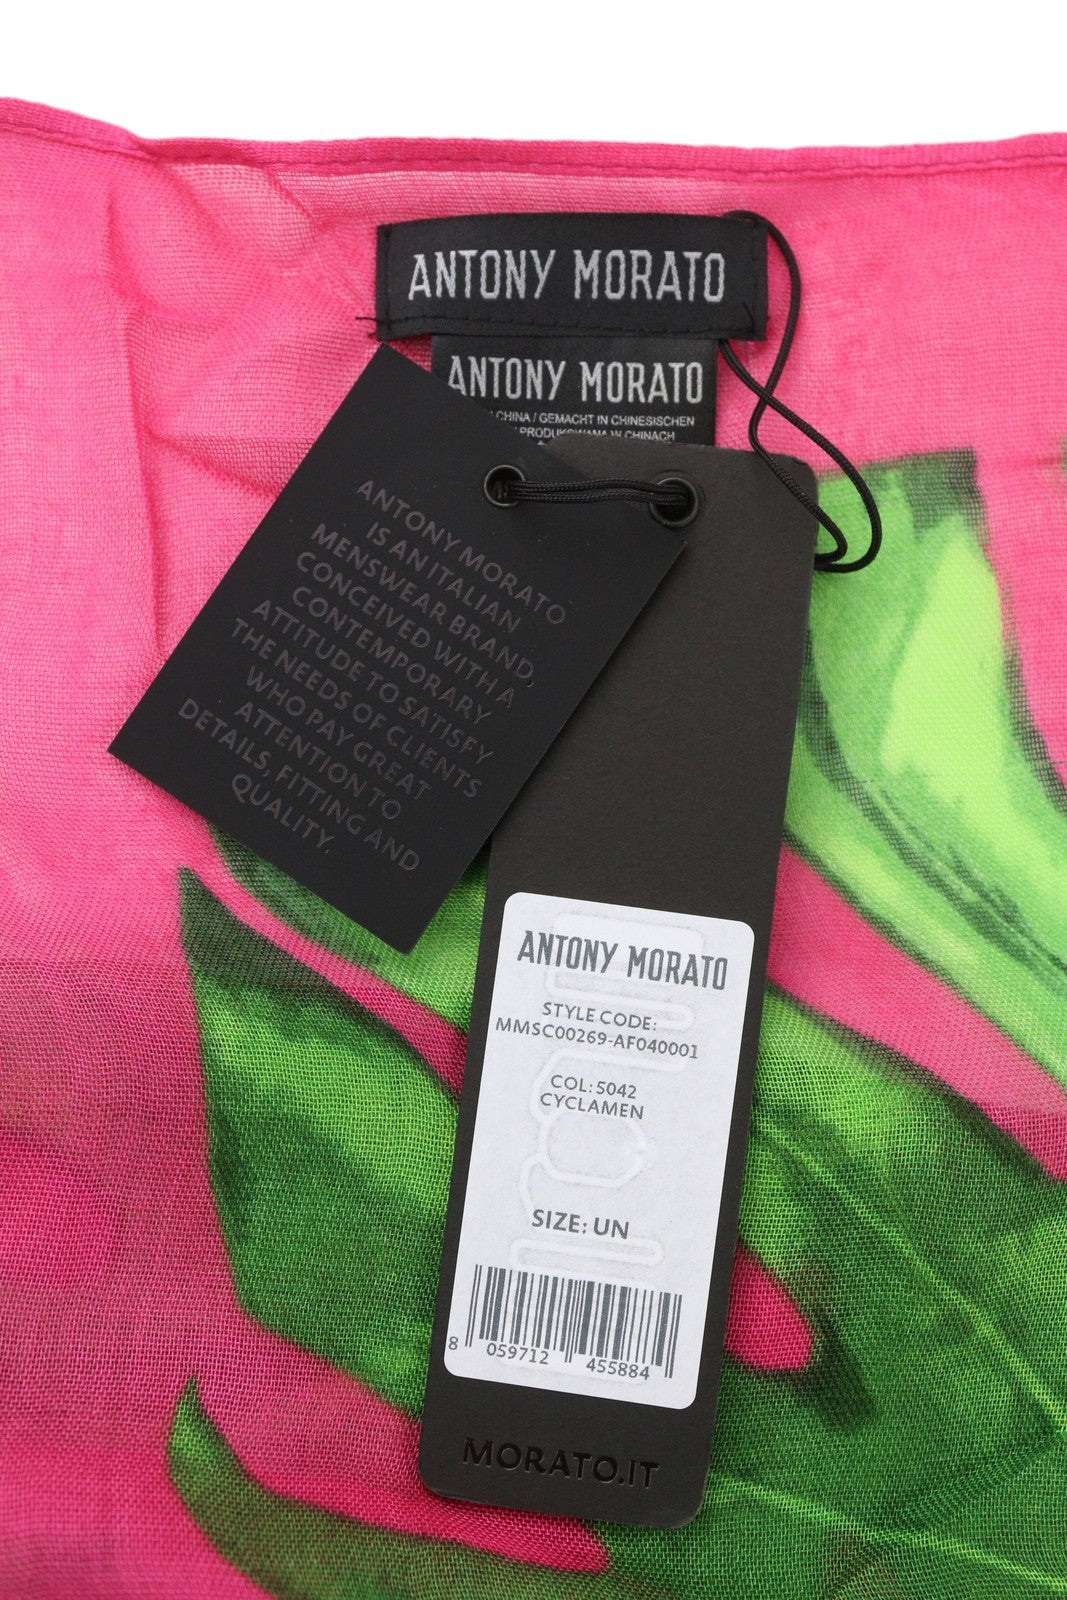 ANTONY MORATO
ANTONY MORATO
CHINA / GEMACHT IN CHINESISCHEN
PRODUKOWAMA W CHINACH
ANTONY MORATO
IS AN ITALIAN
MENSWEAR BRAND,
CONCEIVED WITH A
CONTEMPORARY
ATTITUDE TO SATISFY
THE NEEDS OF CLIENTS
WHO PAY GREAT
ATTENTION TO
DETAILS, FITTING AND
QUALITY.
ANTONY MORATO
STYLE CODE:
MMSC00269-AF040001
COL: 5042
CYCLAMEN
SIZE: UN
8 059712 455884
MORATO.IT